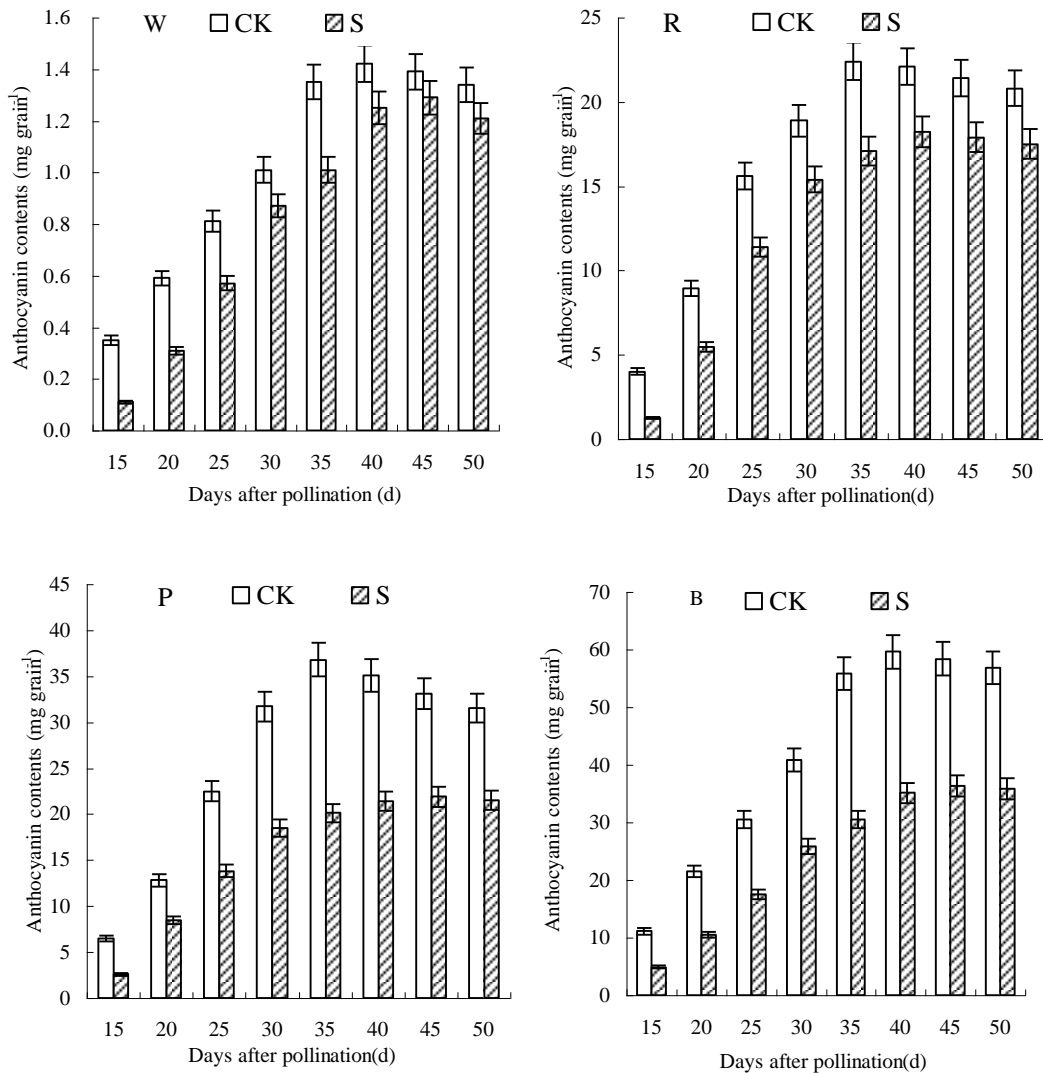 W CK S
Anthocyanin contents (mg grain-1)
1.6
1.4
1.2
1.0
0.8
0.6
0.4
0.2
0.0
15 20 25 30 35 40 45 50
Days after pollination (d)
R CK S
Anthocyanin contents (mg grain-1)
25
20
15
10
5
0
15 20 25 30 35 40 45 50
Days after pollination(d)
P CK S
Anthocyanin contents (mg grain-1)
45
40
35
30
25
20
15
10
5
0
15 20 25 30 35 40 45 50
Days after pollination(d)
B CK S
Anthocyanin contents (mg grain-1)
70
60
50
40
30
20
10
0
15 20 25 30 35 40 45 50
Days after pollination(d)